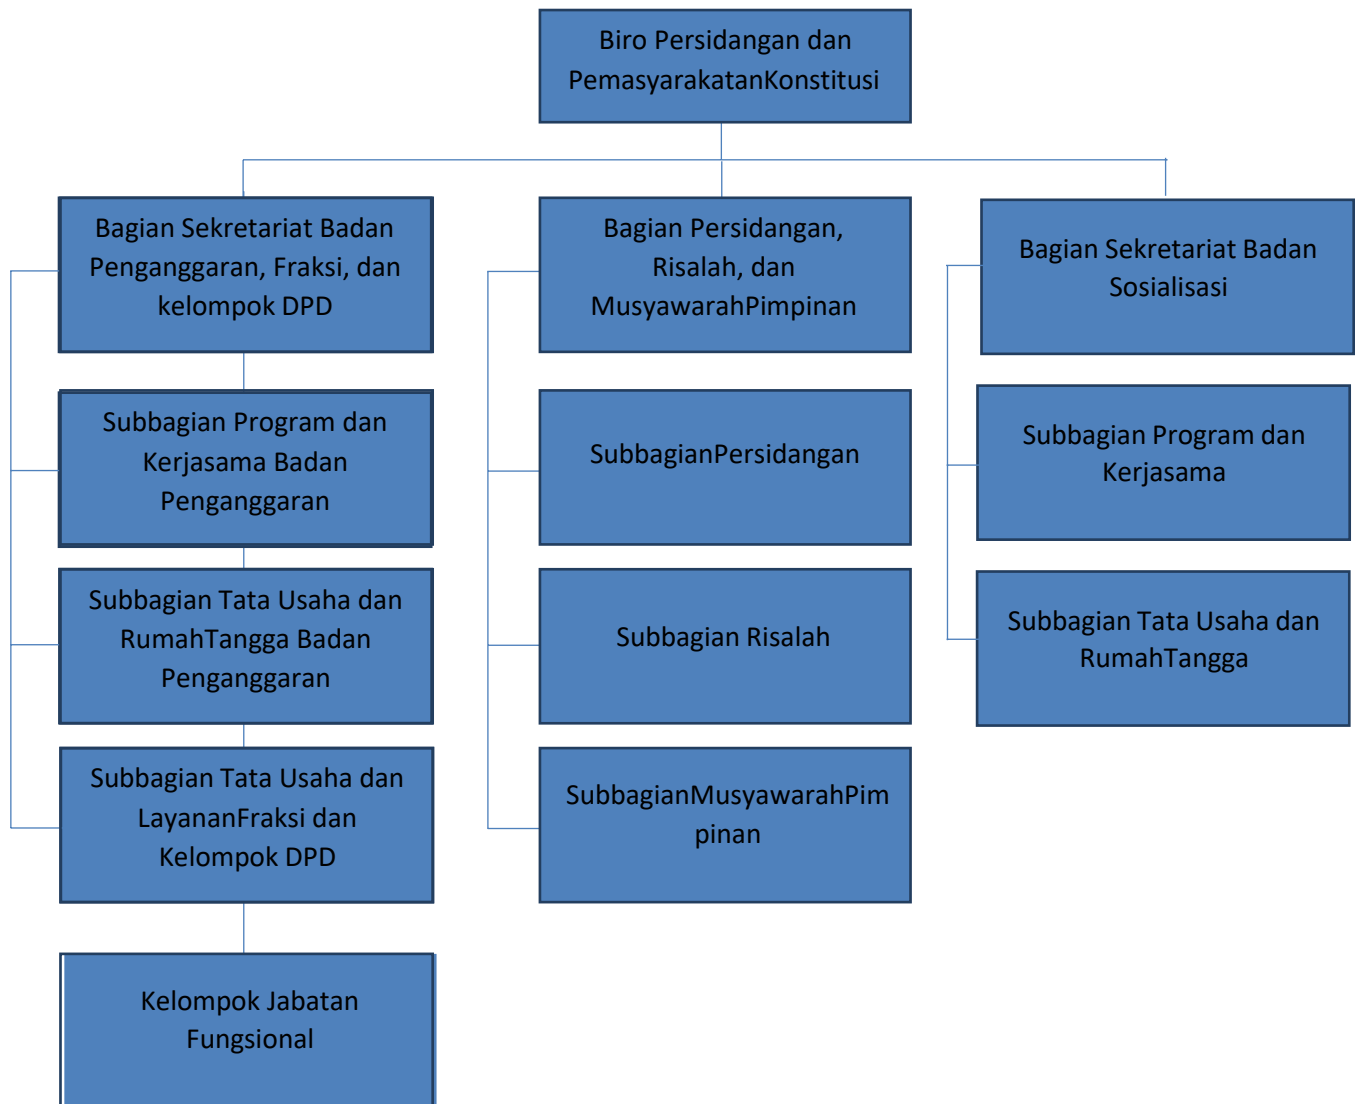 Biro Persidangan dan
PemasyarakatanKonstitusi
Bagian Sekretariat Badan
Penganggaran, Fraksi, dan
kelompok DPD
Bagian Persidangan,
Risalah, dan
MusyawarahPimpinan
Bagian Sekretariat Badan
Sosialisasi
Subbagian Program dan
Kerjasama Badan
Penganggaran
SubbagianPersidangan
Subbagian Program dan
Kerjasama
Subbagian Tata Usaha dan
RumahTangga Badan
Penganggaran
Subbagian Risalah
Subbagian Tata Usaha dan
RumahTangga
Subbagian Tata Usaha dan
LayananFraksi dan
Kelompok DPD
SubbagianMusyawarahPim
pinan
Kelompok Jabatan
Fungsional